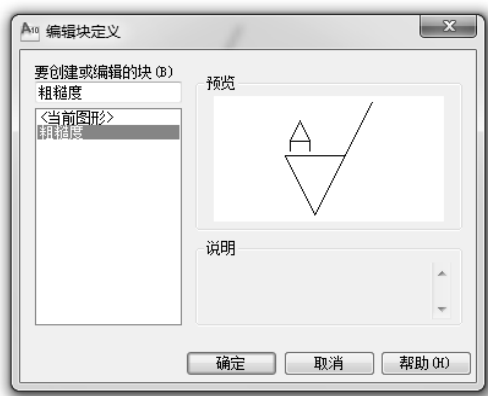 A10 编辑块定义
要创建或编辑的块(B)
粗糙度
<当前图形>
粗糙度
预览
A
说明
确定
取消
帮助(H)